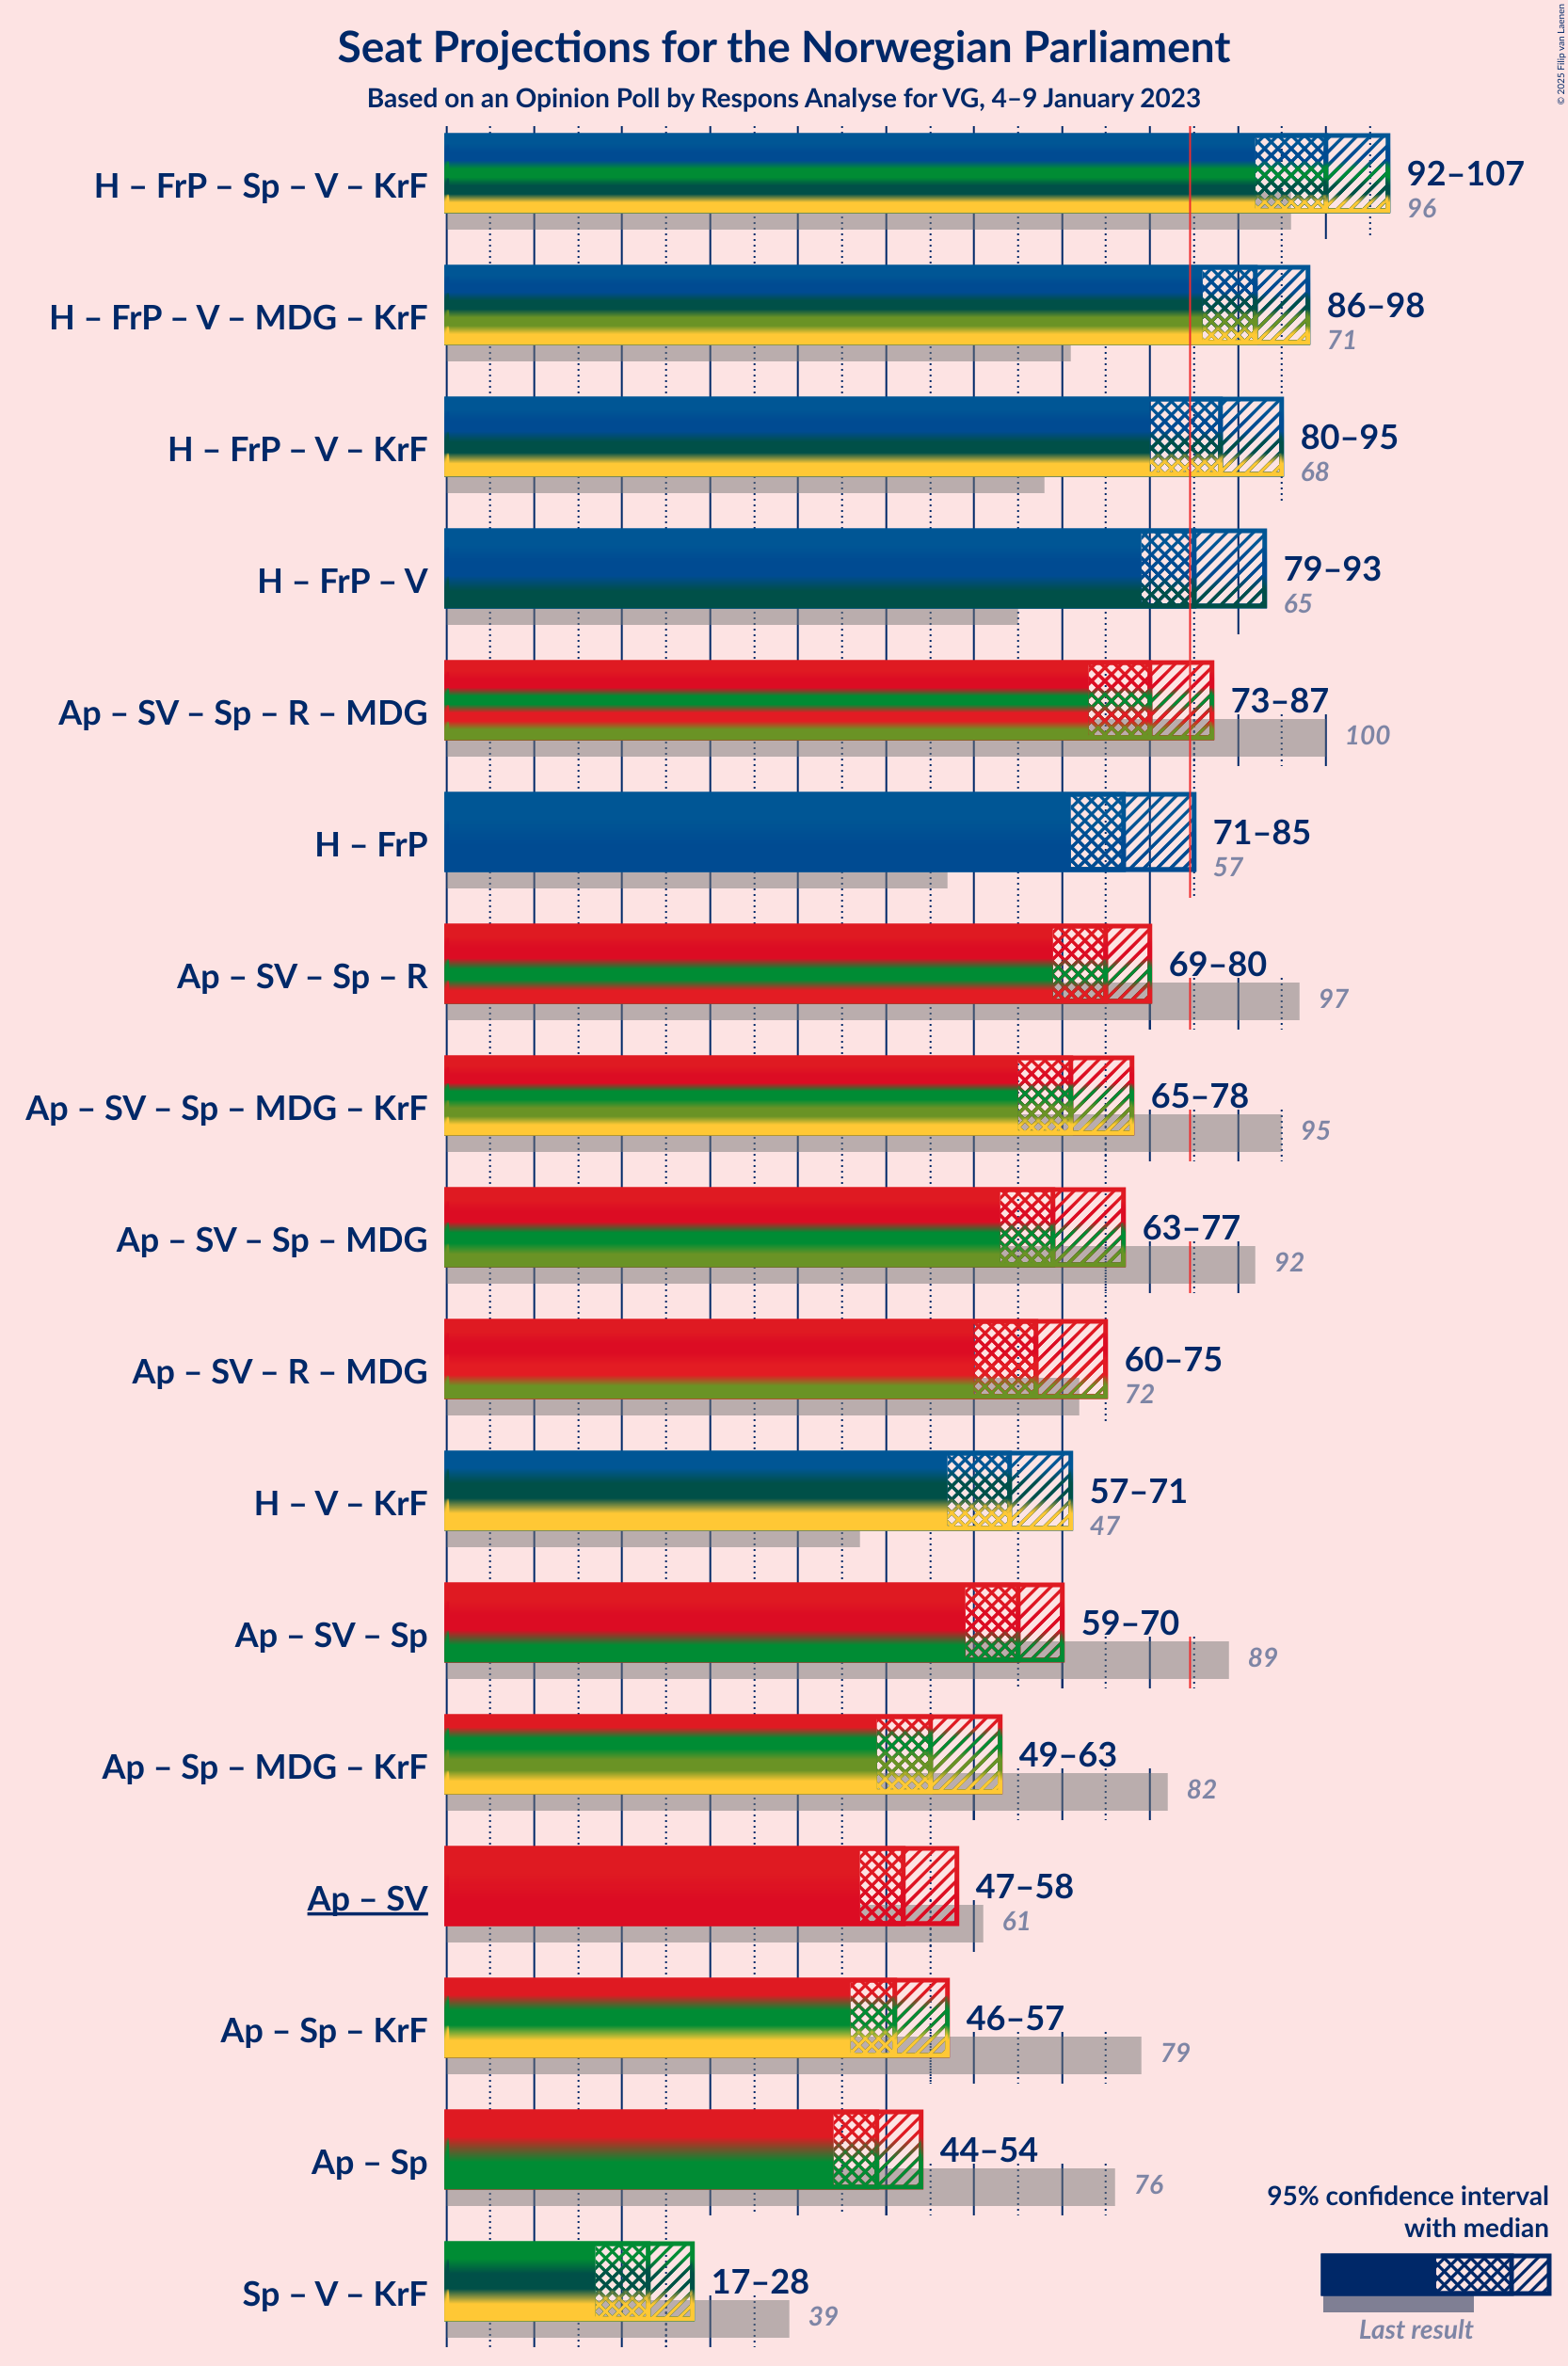 Seat Projections for the Norwegian Parliament
Based on an Opinion Poll by Respons Analyse for VG, 4–9 January 2023
© 2025 Filip van Laenen
H – FrP – Sp – V – KrF
92–107
96
H – FrP – V – MDG – KrF
86–98
71
H – FrP – V – KrF
80–95
68
H – FrP – V
79–93
65
Ap – SV – Sp – R – MDG
73–87
100
H – FrP
71–85
57
Ap – SV – Sp – R
69–80
97
Ap – SV – Sp – MDG – KrF
65–78
95
Ap – SV – Sp – MDG
63–77
92
Ap – SV – R – MDG
60–75
72
H – V – KrF
57–71
47
Ap – SV – Sp
59–70
89
Ap – Sp – MDG – KrF
49–63
82
Ap – SV
47–58
61
Ap – Sp – KrF
46–57
79
Ap – Sp
44–54
76
Sp – V – KrF
17–28
39
95% confidence interval
with median
Last result